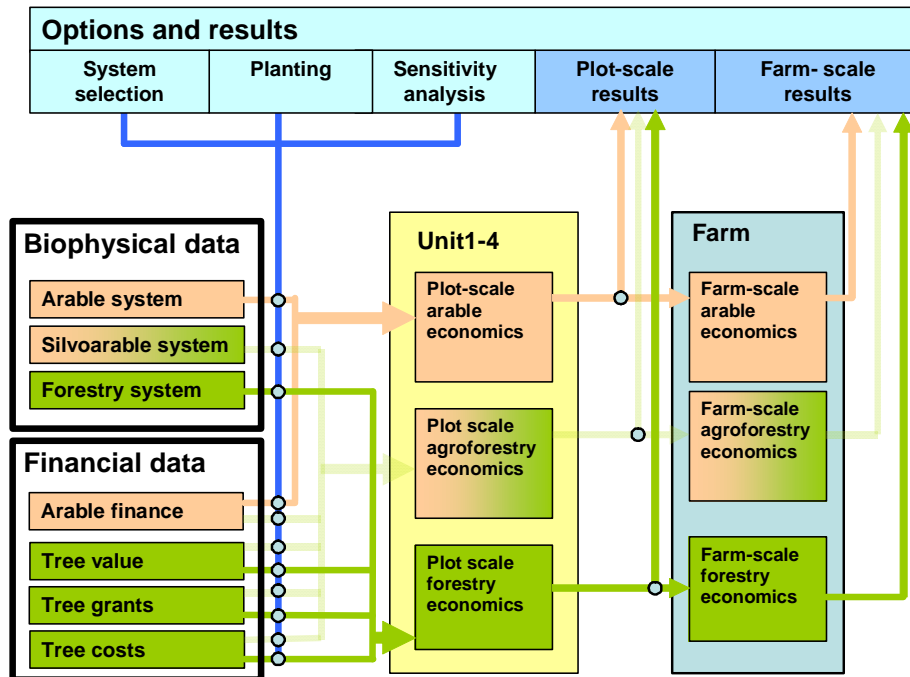 Options and results
System
selection
Planting
Sensitivity
analysis
Plot-scale
results
Farm- scale
results
Biophysical data
Arable system
Silvoarable system
Forestry system
Financial data
Arable finance
Tree value
Tree grants
Tree costs
Unit1-4
Plot-scale
arable
economics
Plot scale
agroforestry
economics
Plot scale
forestry
economics
Farm
Farm-scale
arable
economics
Farm-scale
agroforestry
economics
Farm-scale
forestry
economics